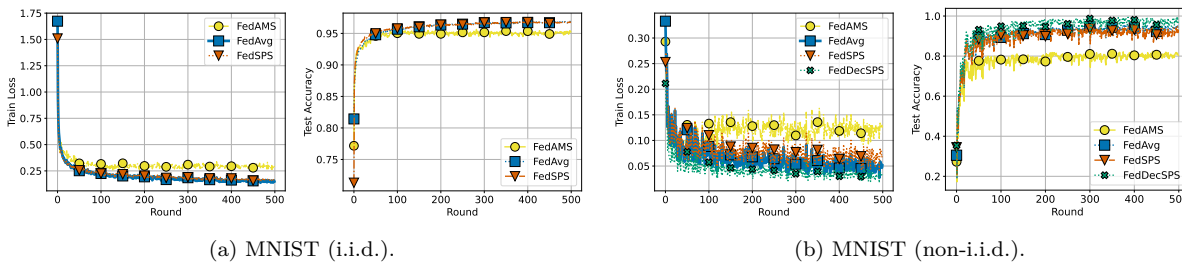 1.75
1.50
1.25
1.00
0.75
0.50
0.25
Train Loss
0 100 200 300 400 500
Round
FedAMS
FedAvg
FedSPS
0.95
0.90
0.85
0.80
0.75
Test Accuracy
0 100 200 300 400 500
Round
FedAMS
FedAvg
FedSPS
(a) MNIST (i.i.d.).
0.30
0.25
0.20
0.15
0.10
0.05
Train Loss
0 100 200 300 400 500
Round
FedAMS
FedAvg
FedSPS
FedDecSPS
1.0
0.8
0.6
0.4
0.2
Test Accuracy
0 100 200 300 400 500
Round
FedAMS
FedAvg
FedSPS
FedDecSPS
(b) MNIST (non-i.i.d.).